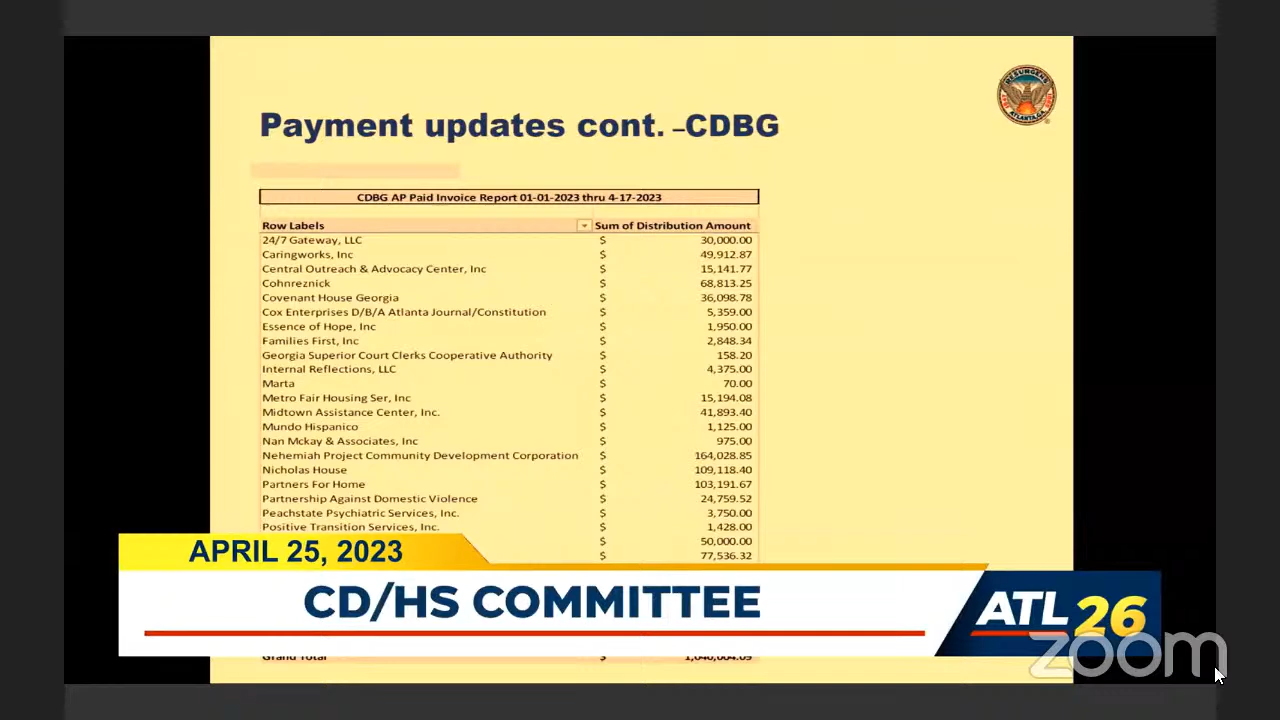 RESURGENS
ATLANTA, GA.
Payment updates cont. –CDBG
CDBG AP Paid Invoice Report 01-01-2023 thru 4-17-2023
Row Labels Sum of Distribution Amount
24/7 Gateway, LLC $ 30,000.00
Caringworks, Inc $ 49,912.87
Central Outreach & Advocacy Center, Inc $ 15,141.77
Cohnreznick $ 68,813.25
Covenant House Georgia $ 36,098.78
Cox Enterprises D/B/A Atlanta Journal/Constitution $ 5,359.00
Essence of Hope, Inc $ 1,950.00
Families First, Inc $ 2,848.34
Georgia Superior Court Clerks Cooperative Authority $ 158.20
Internal Reflections, LLC $ 4,375.00
Marta $ 70.00
Metro Fair Housing Ser, Inc $ 15,194.08
Midtown Assistance Center, Inc. $ 41,893.40
Mundo Hispanico $ 1,125.00
Nan Mckay & Associates, Inc $ 975.00
Nehemiah Project Community Development Corporation $ 164,028.85
Nicholas House $ 109,118.40
Partners For Home $ 103,191.67
Partnership Against Domestic Violence $ 24,759.52
Peachstate Psychiatric Services, Inc. $ 3,750.00
Positive Transition Services, Inc. $ 1,428.00
$ 50,000.00
$ 77,536.32
APRIL 25, 2023
CD/HS COMMITTEE
ATL 26
zoom
Grand Total $